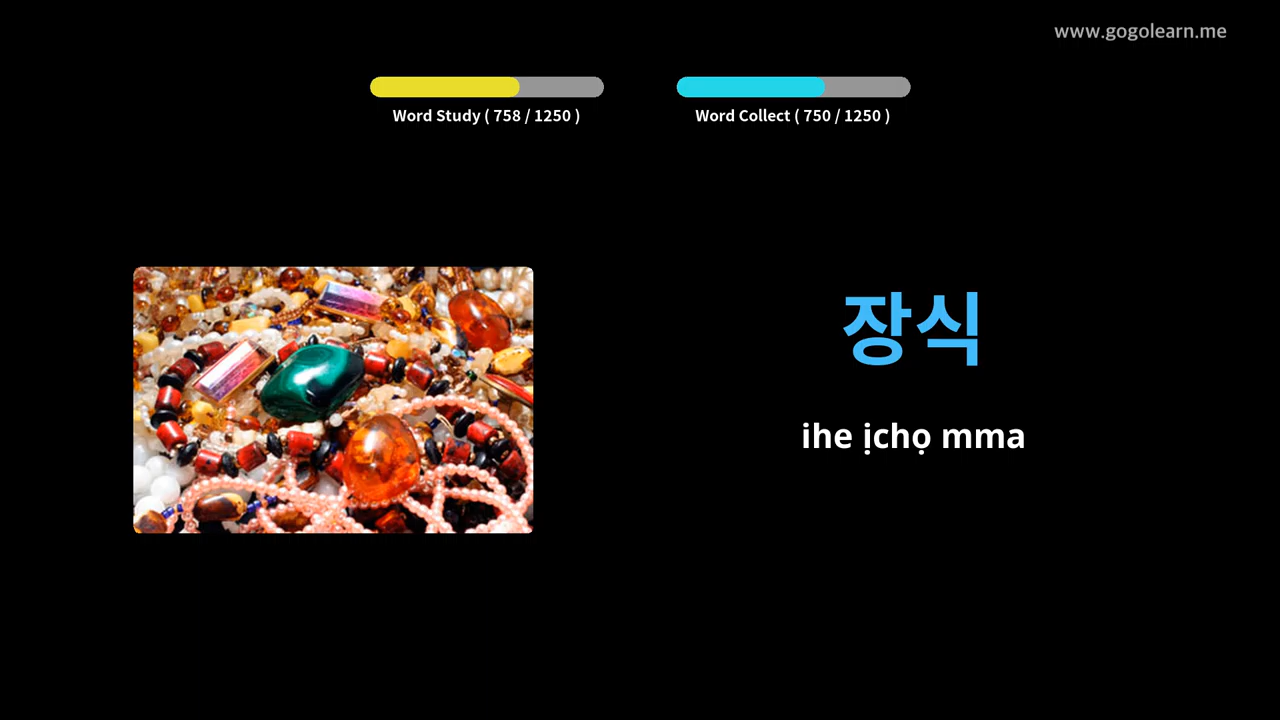 www.gogolearn.me
Word Study ( 758 / 1250 )
Word Collect ( 750 / 1250 )
장식
ihe ịchọ mma